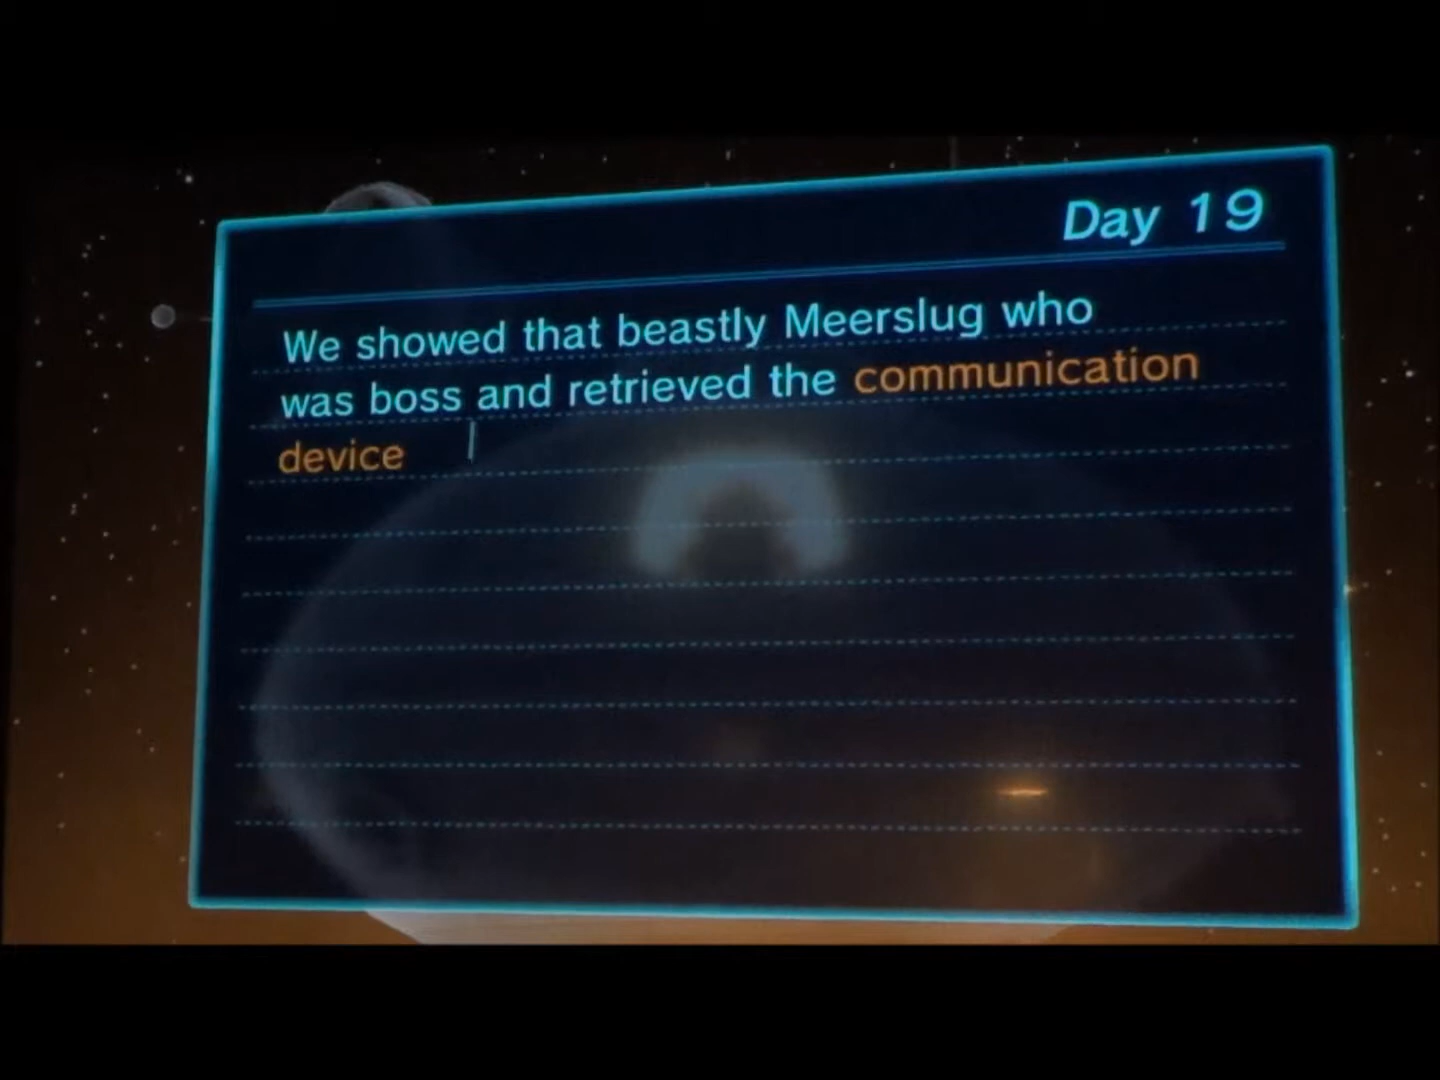 Day 19
We showed that beastly Meerslug who
was boss and retrieved the communication
device